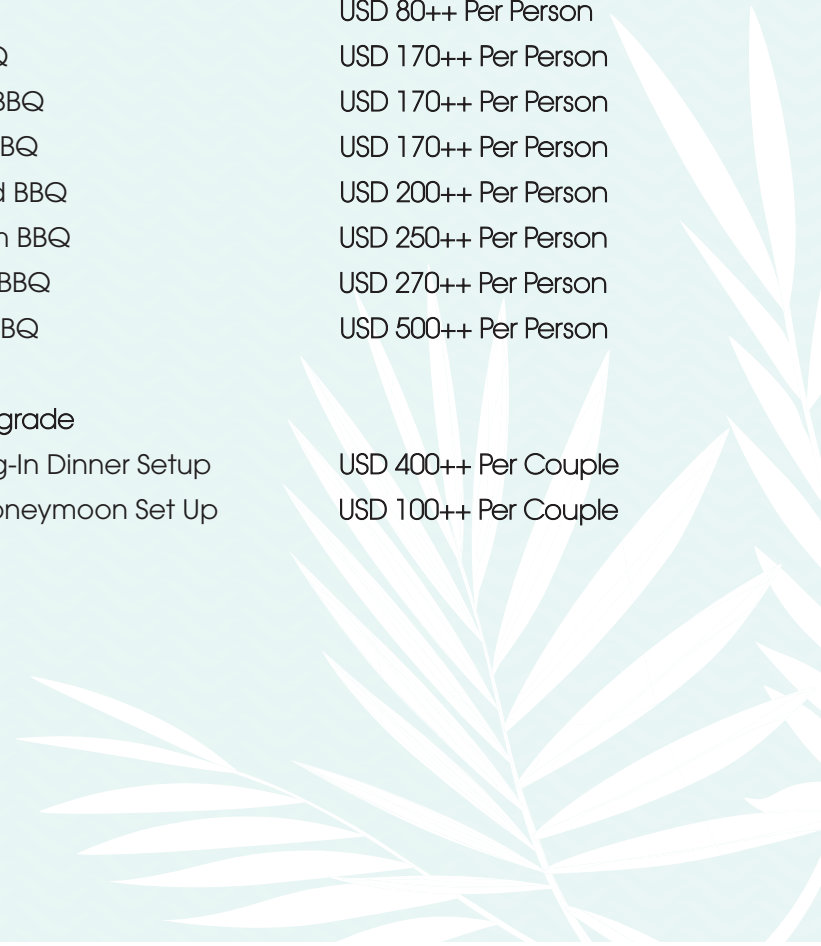 USD 80++ Per Person
USD 170++ Per Person
BBQ USD 170++ Per Person
BBQ USD 170++ Per Person
BBQ USD 200++ Per Person
BBQ USD 250++ Per Person
BBQ USD 270++ Per Person
BBQ USD 500++ Per Person
grade
g-In Dinner Setup USD 400++ Per Couple
oneymoon Set Up USD 100++ Per Couple